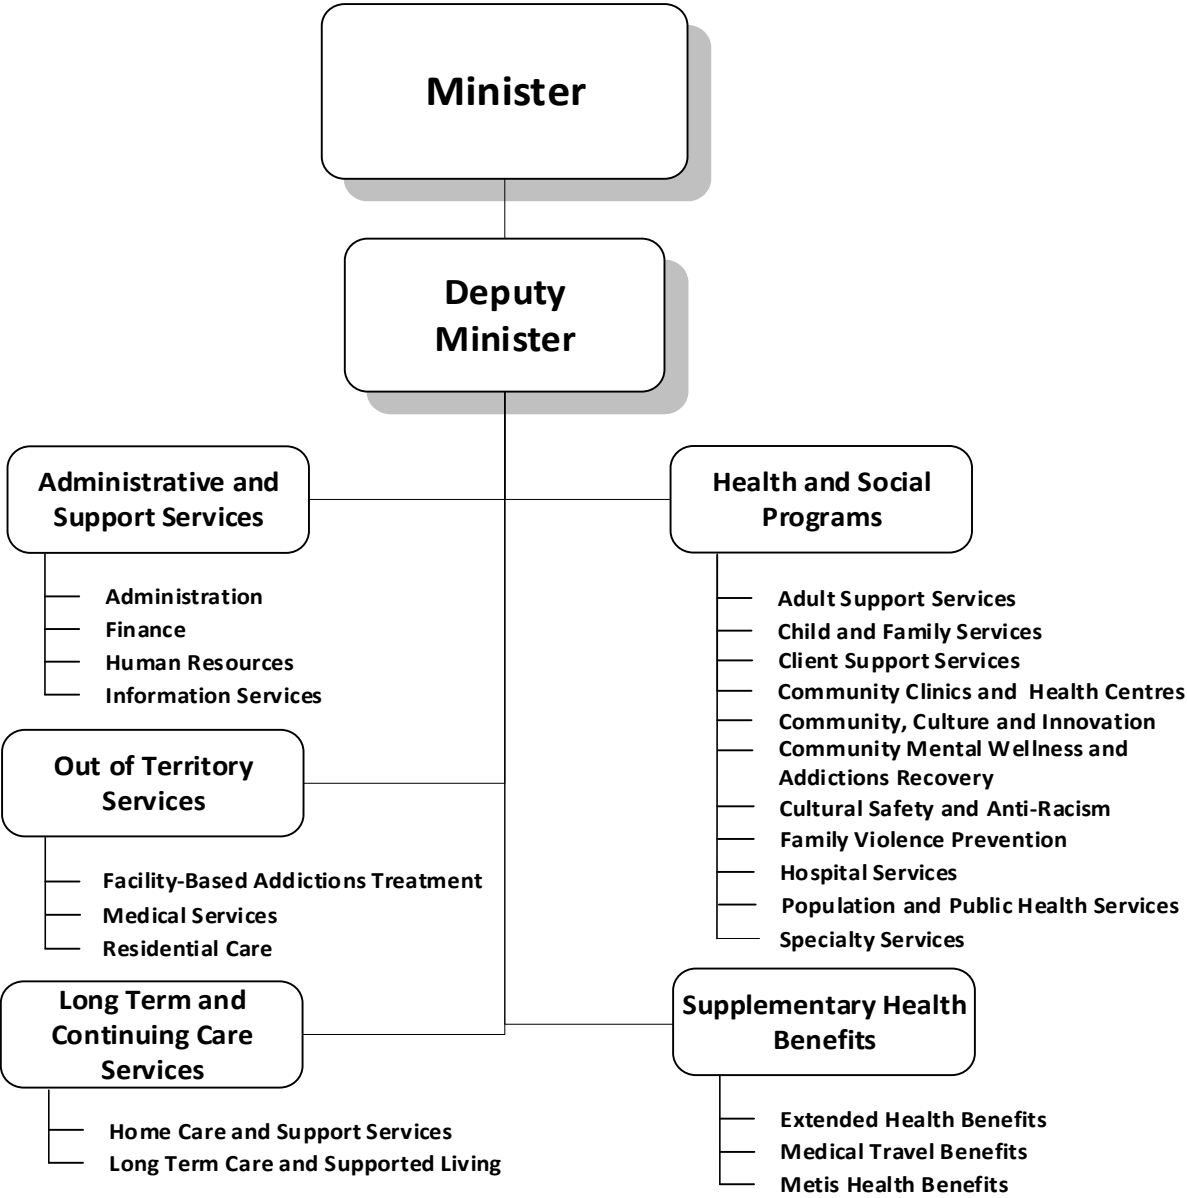 Minister
Deputy
Minister
Administrative and
Support Services
Administration
Finance
Human Resources
Information Services
Out of Territory
Services
Facility-Based Addictions Treatment
Medical Services
Residential Care
Long Term and
Continuing Care
Services
Home Care and Support Services
Long Term Care and Supported Living
Health and Social
Programs
Adult Support Services
Child and Family Services
Client Support Services
Community Clinics and Health Centres
Community, Culture and Innovation
Community Mental Wellness and
Addictions Recovery
Cultural Safety and Anti-Racism
Family Violence Prevention
Hospital Services
Population and Public Health Services
Specialty Services
Supplementary Health
Benefits
Extended Health Benefits
Medical Travel Benefits
Metis Health Benefits